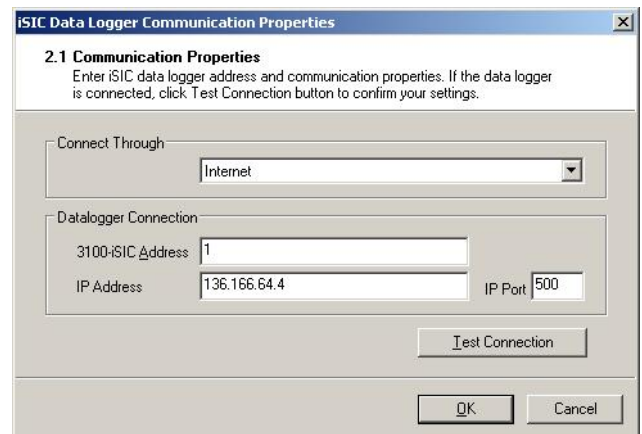 iSIC Data Logger Communication Properties
2.1 Communication Properties
Enter iSIC data logger address and communication properties. If the data logger
is connected, click Test Connection button to confirm your settings.
Connect Through
Internet
Datalogger Connection
3100-iSIC Address 1
IP Address 136.166.64.4 IP Port 500
Test Connection
OK Cancel